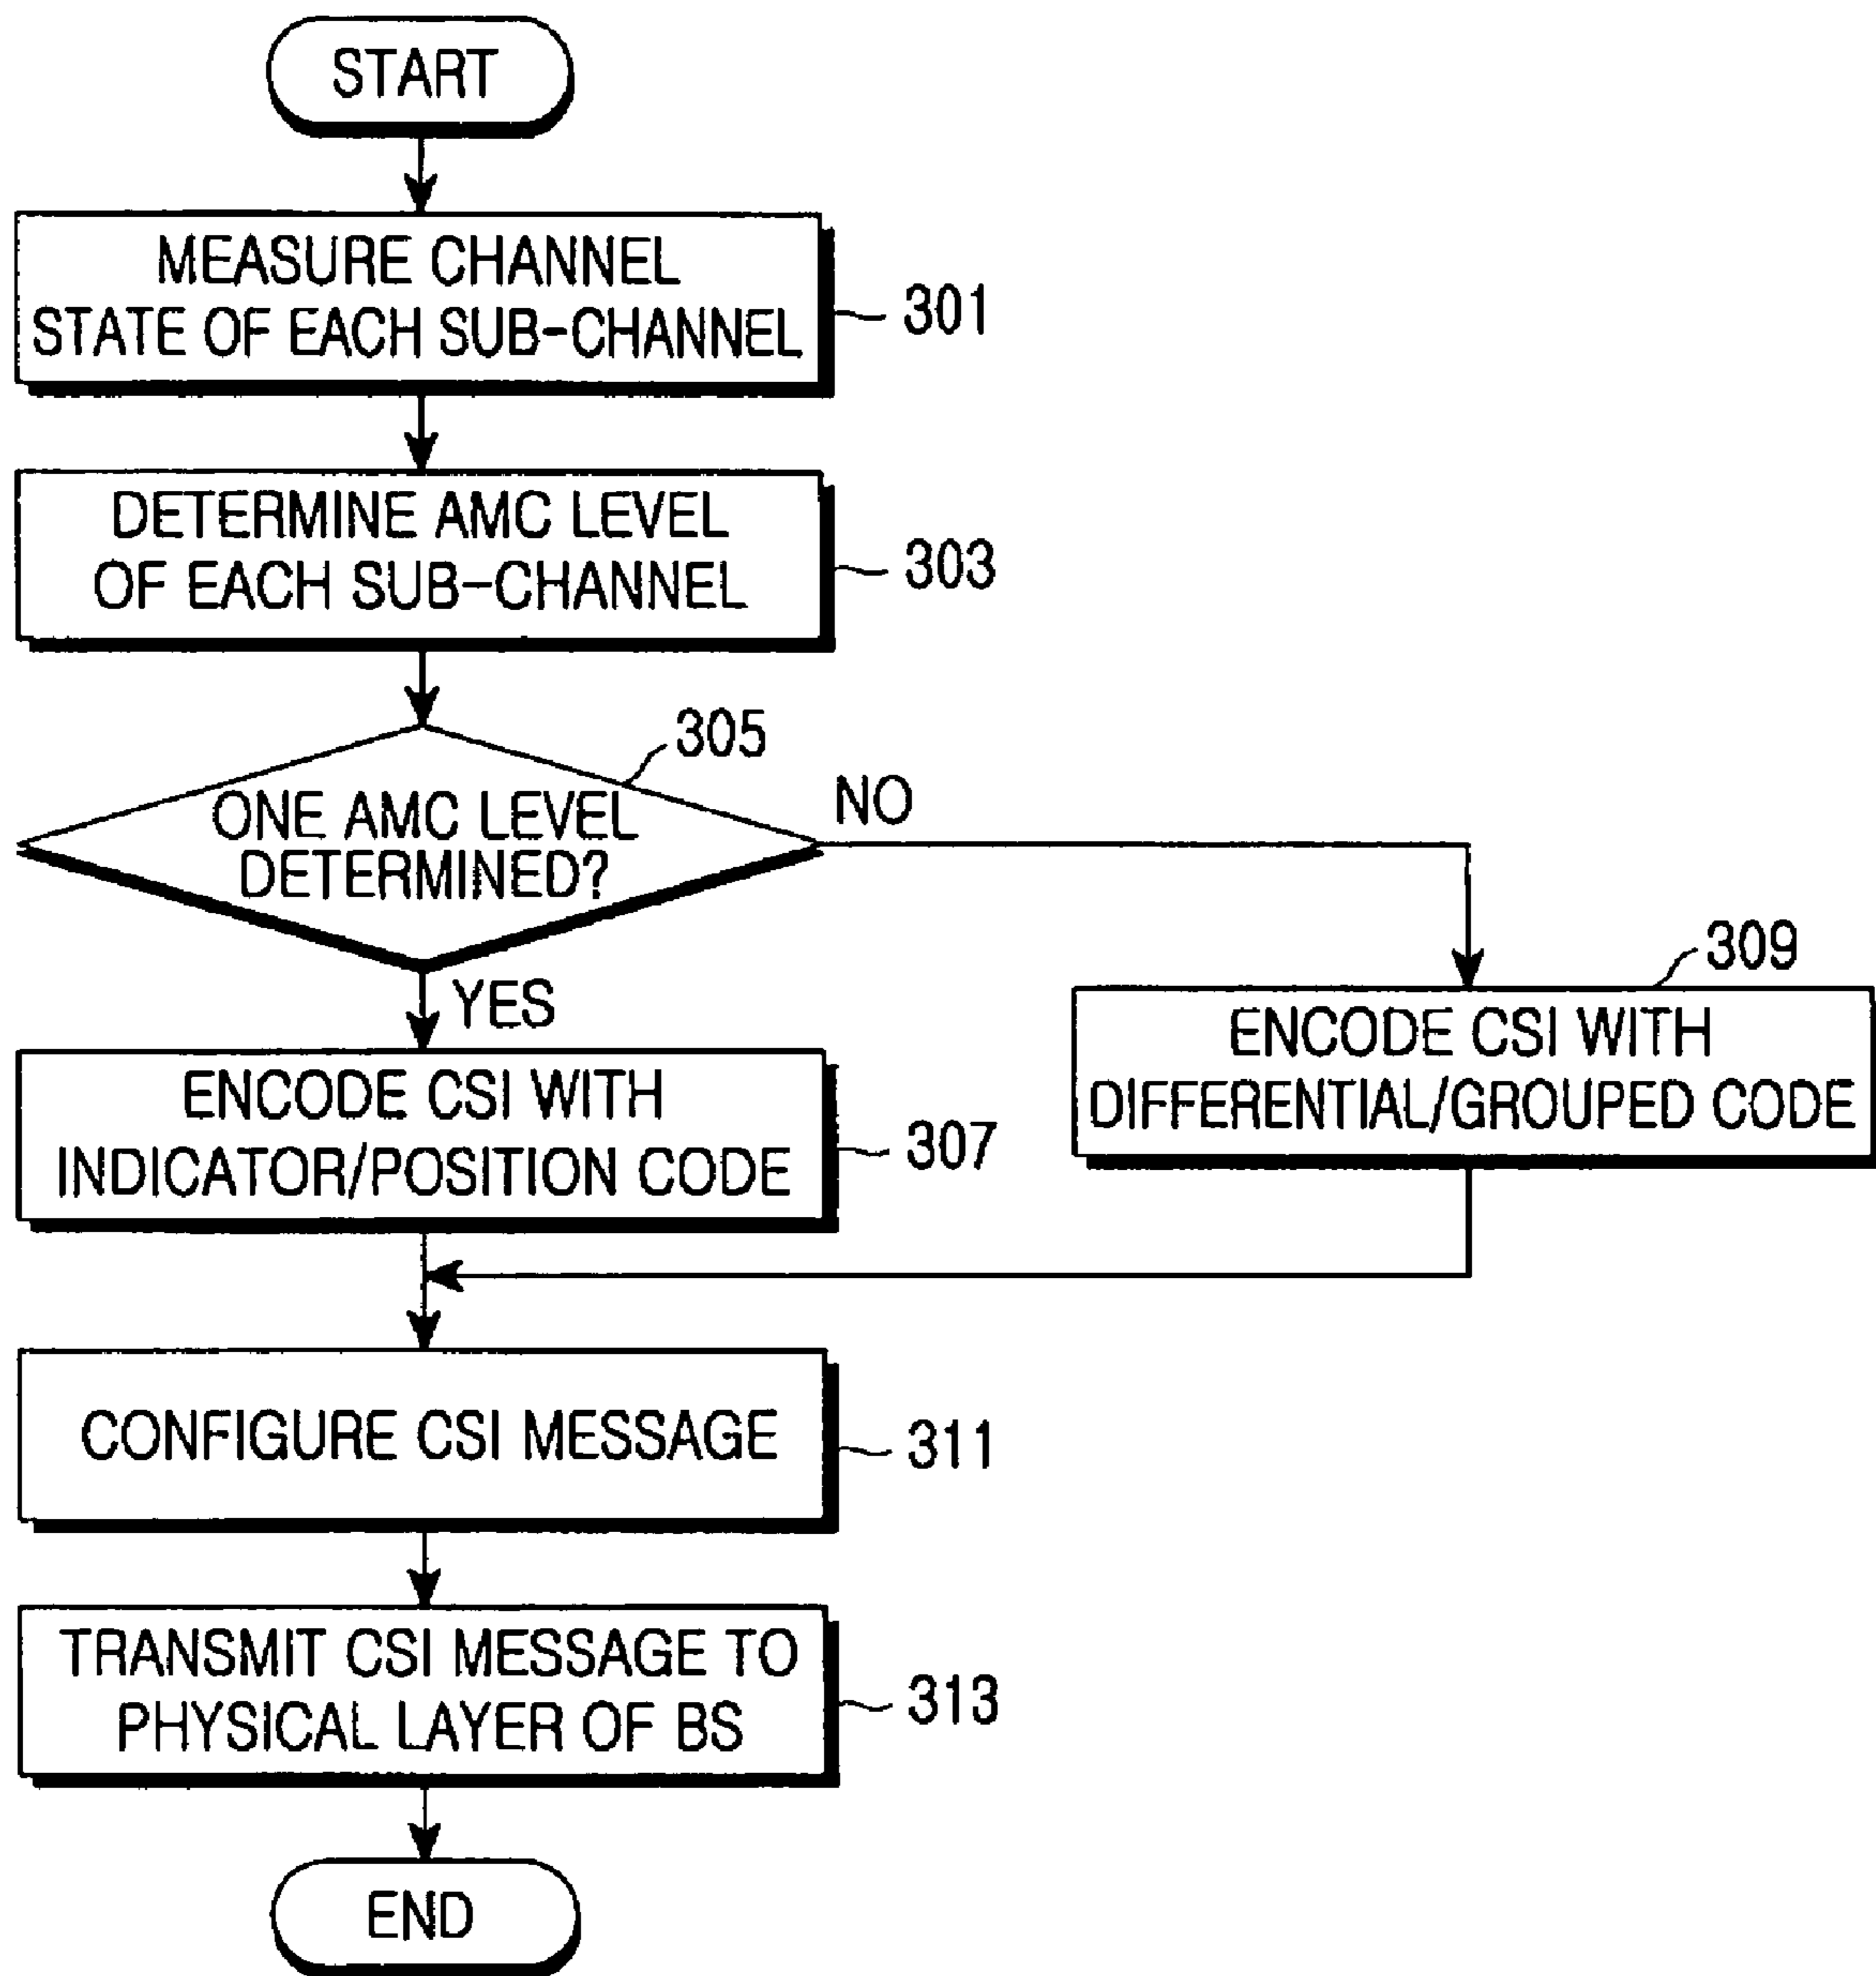 START
MEASURE CHANNEL
STATE OF EACH SUB-CHANNEL
301
DETERMINE AMC LEVEL
OF EACH SUB-CHANNEL
303
305
ONE AMC LEVEL
DETERMINED?
NO
YES
309
ENCODE CSI WITH
DIFFERENTIAL/GROUPED CODE
ENCODE CSI WITH
INDICATOR/POSITION CODE
307
CONFIGURE CSI MESSAGE
311
TRANSMIT CSI MESSAGE TO
PHYSICAL LAYER OF BS
313
END